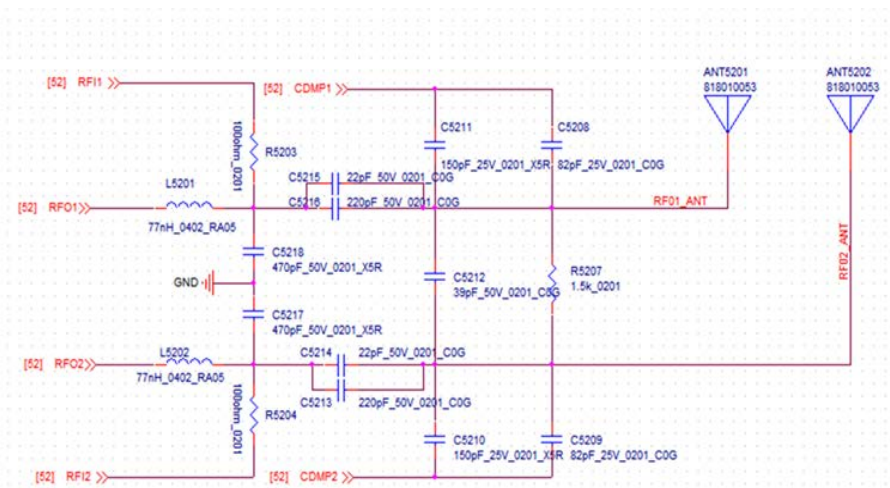 ANT5201
818010053
ANT5202
818010053
[52] RFI1
[52] CDMP1
C5211
150pF_25V_0201_X5R
C5208
82pF_25V_0201_C0G
100ohm_0201
R5203
L5201
77nH_0402_RA05
[52] RFO1
C5215
22pF_50V_0201_C0G
C5216
220pF_50V_0201_C0G
RF01_ANT
C5218
470pF_50V_0201_X5R
GND
C5212
39pF_50V_0201_C0G
R5207
1.5k_0201
RF02_ANT
C5217
470pF_50V_0201_X5R
[52] RFO2
L5202
77nH_0402_RA05
C5214
22pF_50V_0201_C0G
C5213
220pF_50V_0201_C0G
100ohm_0201
R5204
C5210
150pF_25V_0201_X5R
C5209
82pF_25V_0201_C0G
[52] RFI2
[52] CDMP2